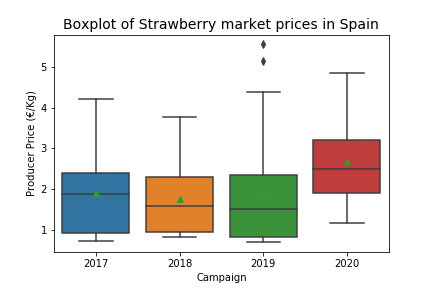 Boxplot of Strawberry market prices in Spain
Producer Price (€/Kg)
5
4
3
2
1
2017 2018 2019 2020
Campaign